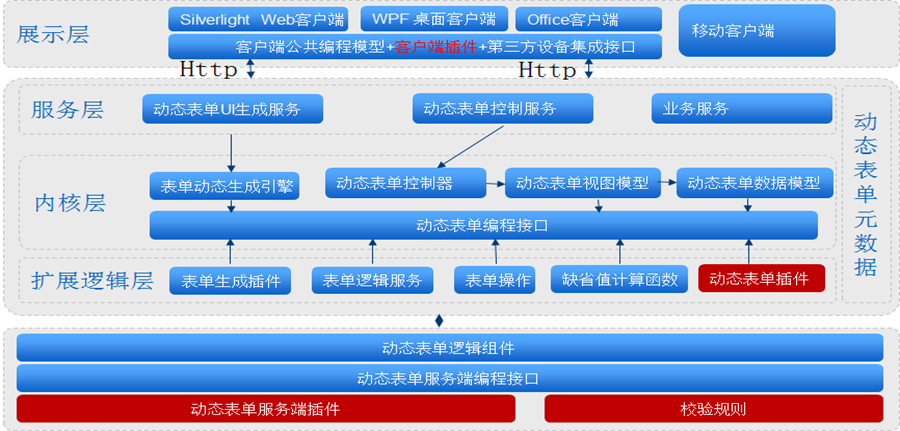 展示层
Silverlight Web客户端
WPF 桌面客户端
Office客户端
移动客户端
客户端公共编程模型+客户端插件+第三方设备集成接口
Http
Http
服务层
动态表单UI生成服务
动态表单控制服务
业务服务
动态表单元数据
内核层
表单动态生成引擎
动态表单控制器
动态表单视图模型
动态表单数据模型
动态表单编程接口
扩展逻辑层
表单生成插件
表单逻辑服务
表单操作
缺省值计算函数
动态表单插件
动态表单逻辑组件
动态表单服务端编程接口
动态表单服务端插件
校验规则